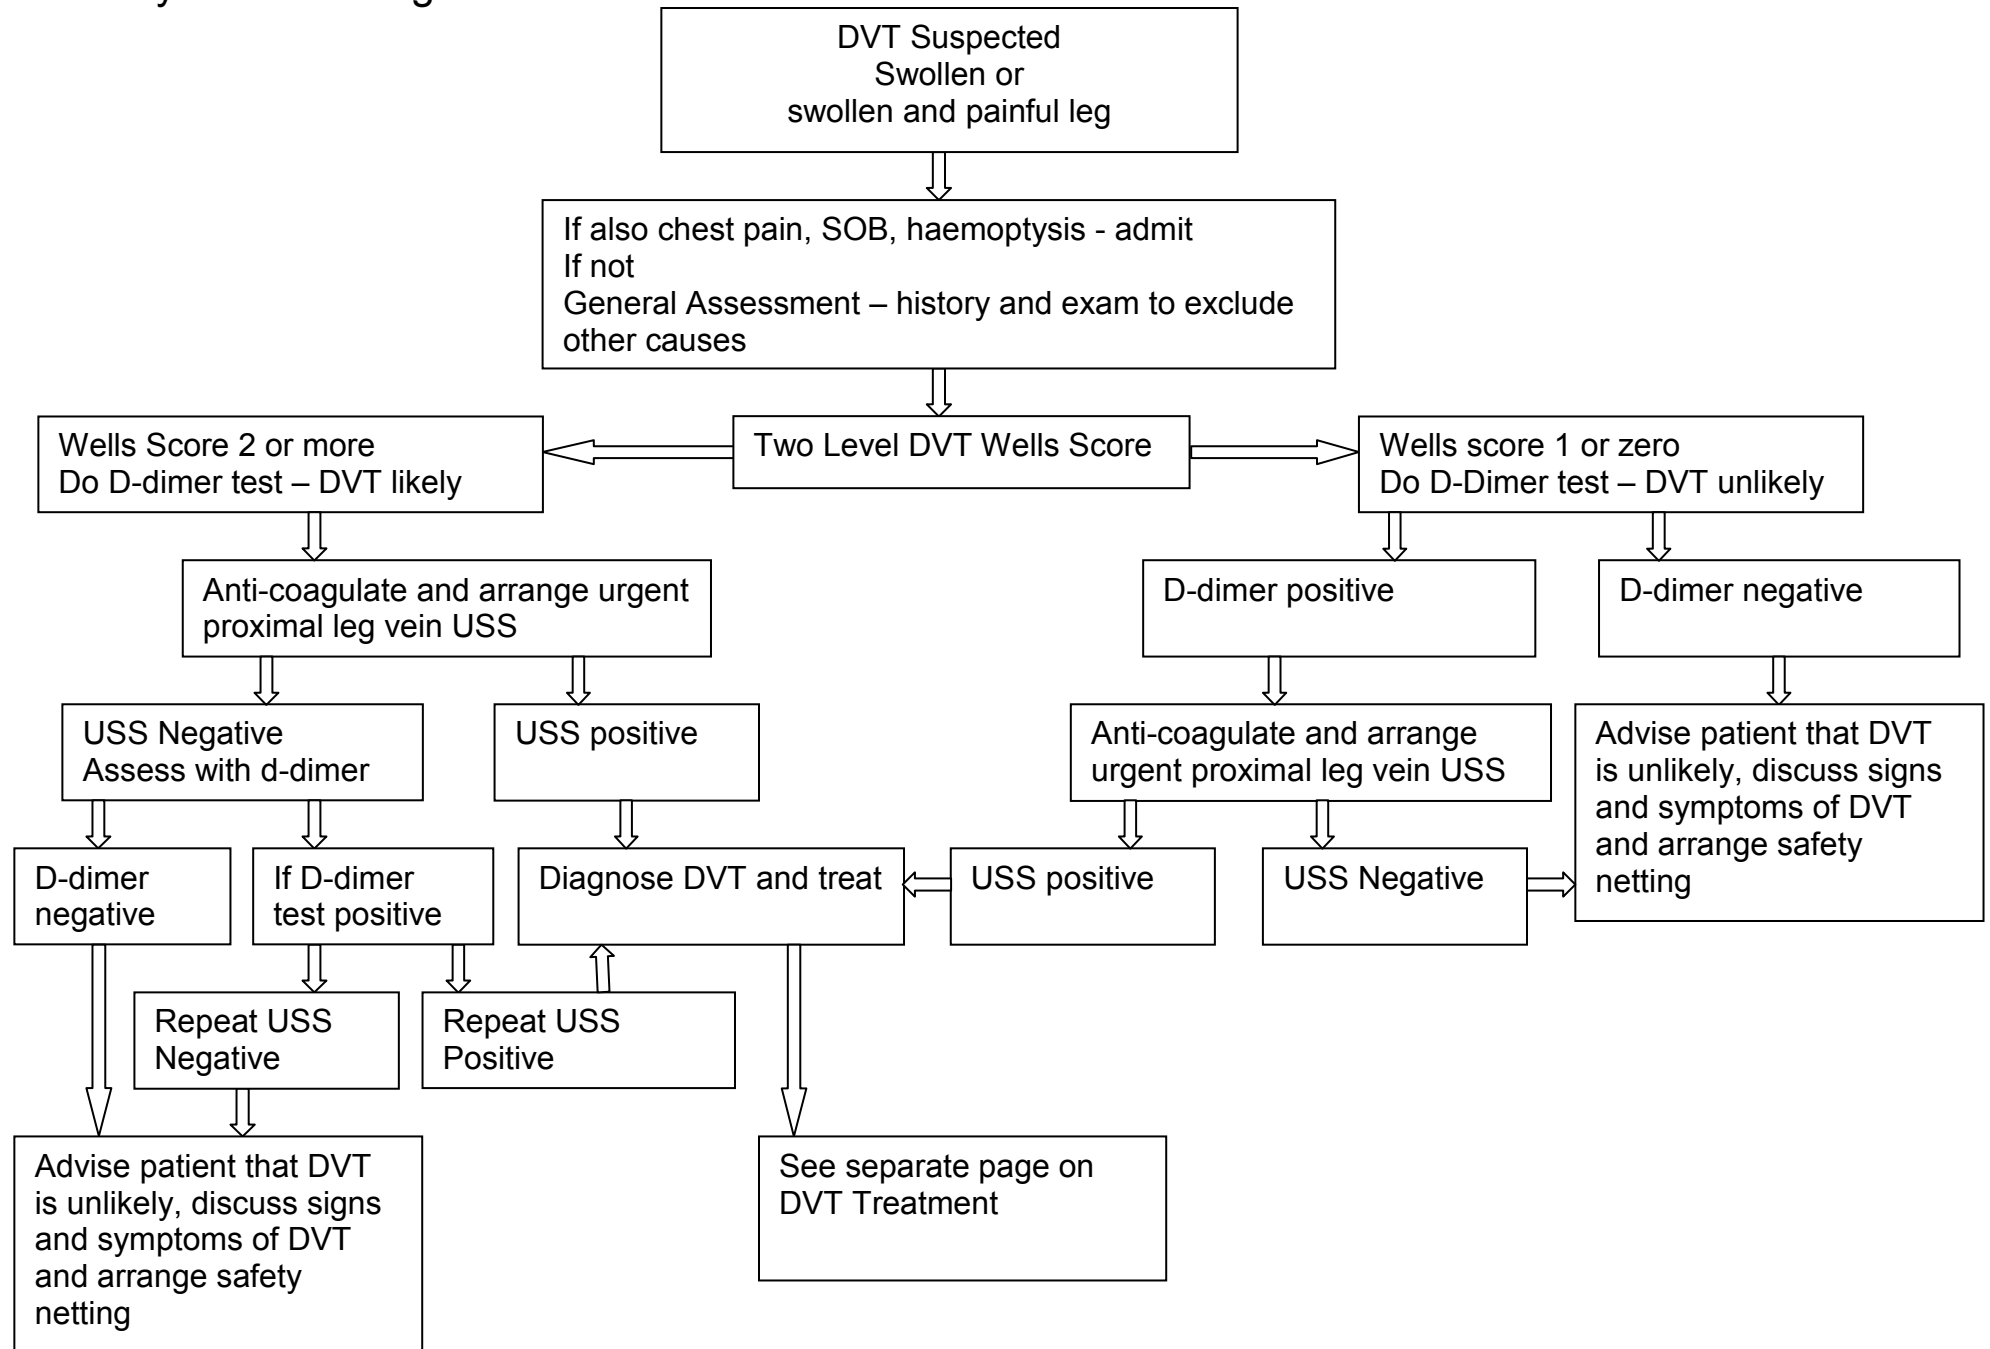 DVT Suspected
Swollen or
swollen and painful leg
If also chest pain, SOB, haemoptysis - admit
If not
General Assessment – history and exam to exclude
other causes
Two Level DVT Wells Score
Wells Score 2 or more
Do D-dimer test – DVT likely
Wells score 1 or zero
Do D-Dimer test – DVT unlikely
Anti-coagulate and arrange urgent
proximal leg vein USS
D-dimer positive
D-dimer negative
USS Negative
Assess with d-dimer
USS positive
Anti-coagulate and arrange
urgent proximal leg vein USS
Advise patient that DVT
is unlikely, discuss signs
and symptoms of DVT
and arrange safety
netting
D-dimer
negative
If D-dimer
test positive
Diagnose DVT and treat
USS positive
USS Negative
Repeat USS
Negative
Repeat USS
Positive
Advise patient that DVT
is unlikely, discuss signs
and symptoms of DVT
and arrange safety
netting
See separate page on
DVT Treatment